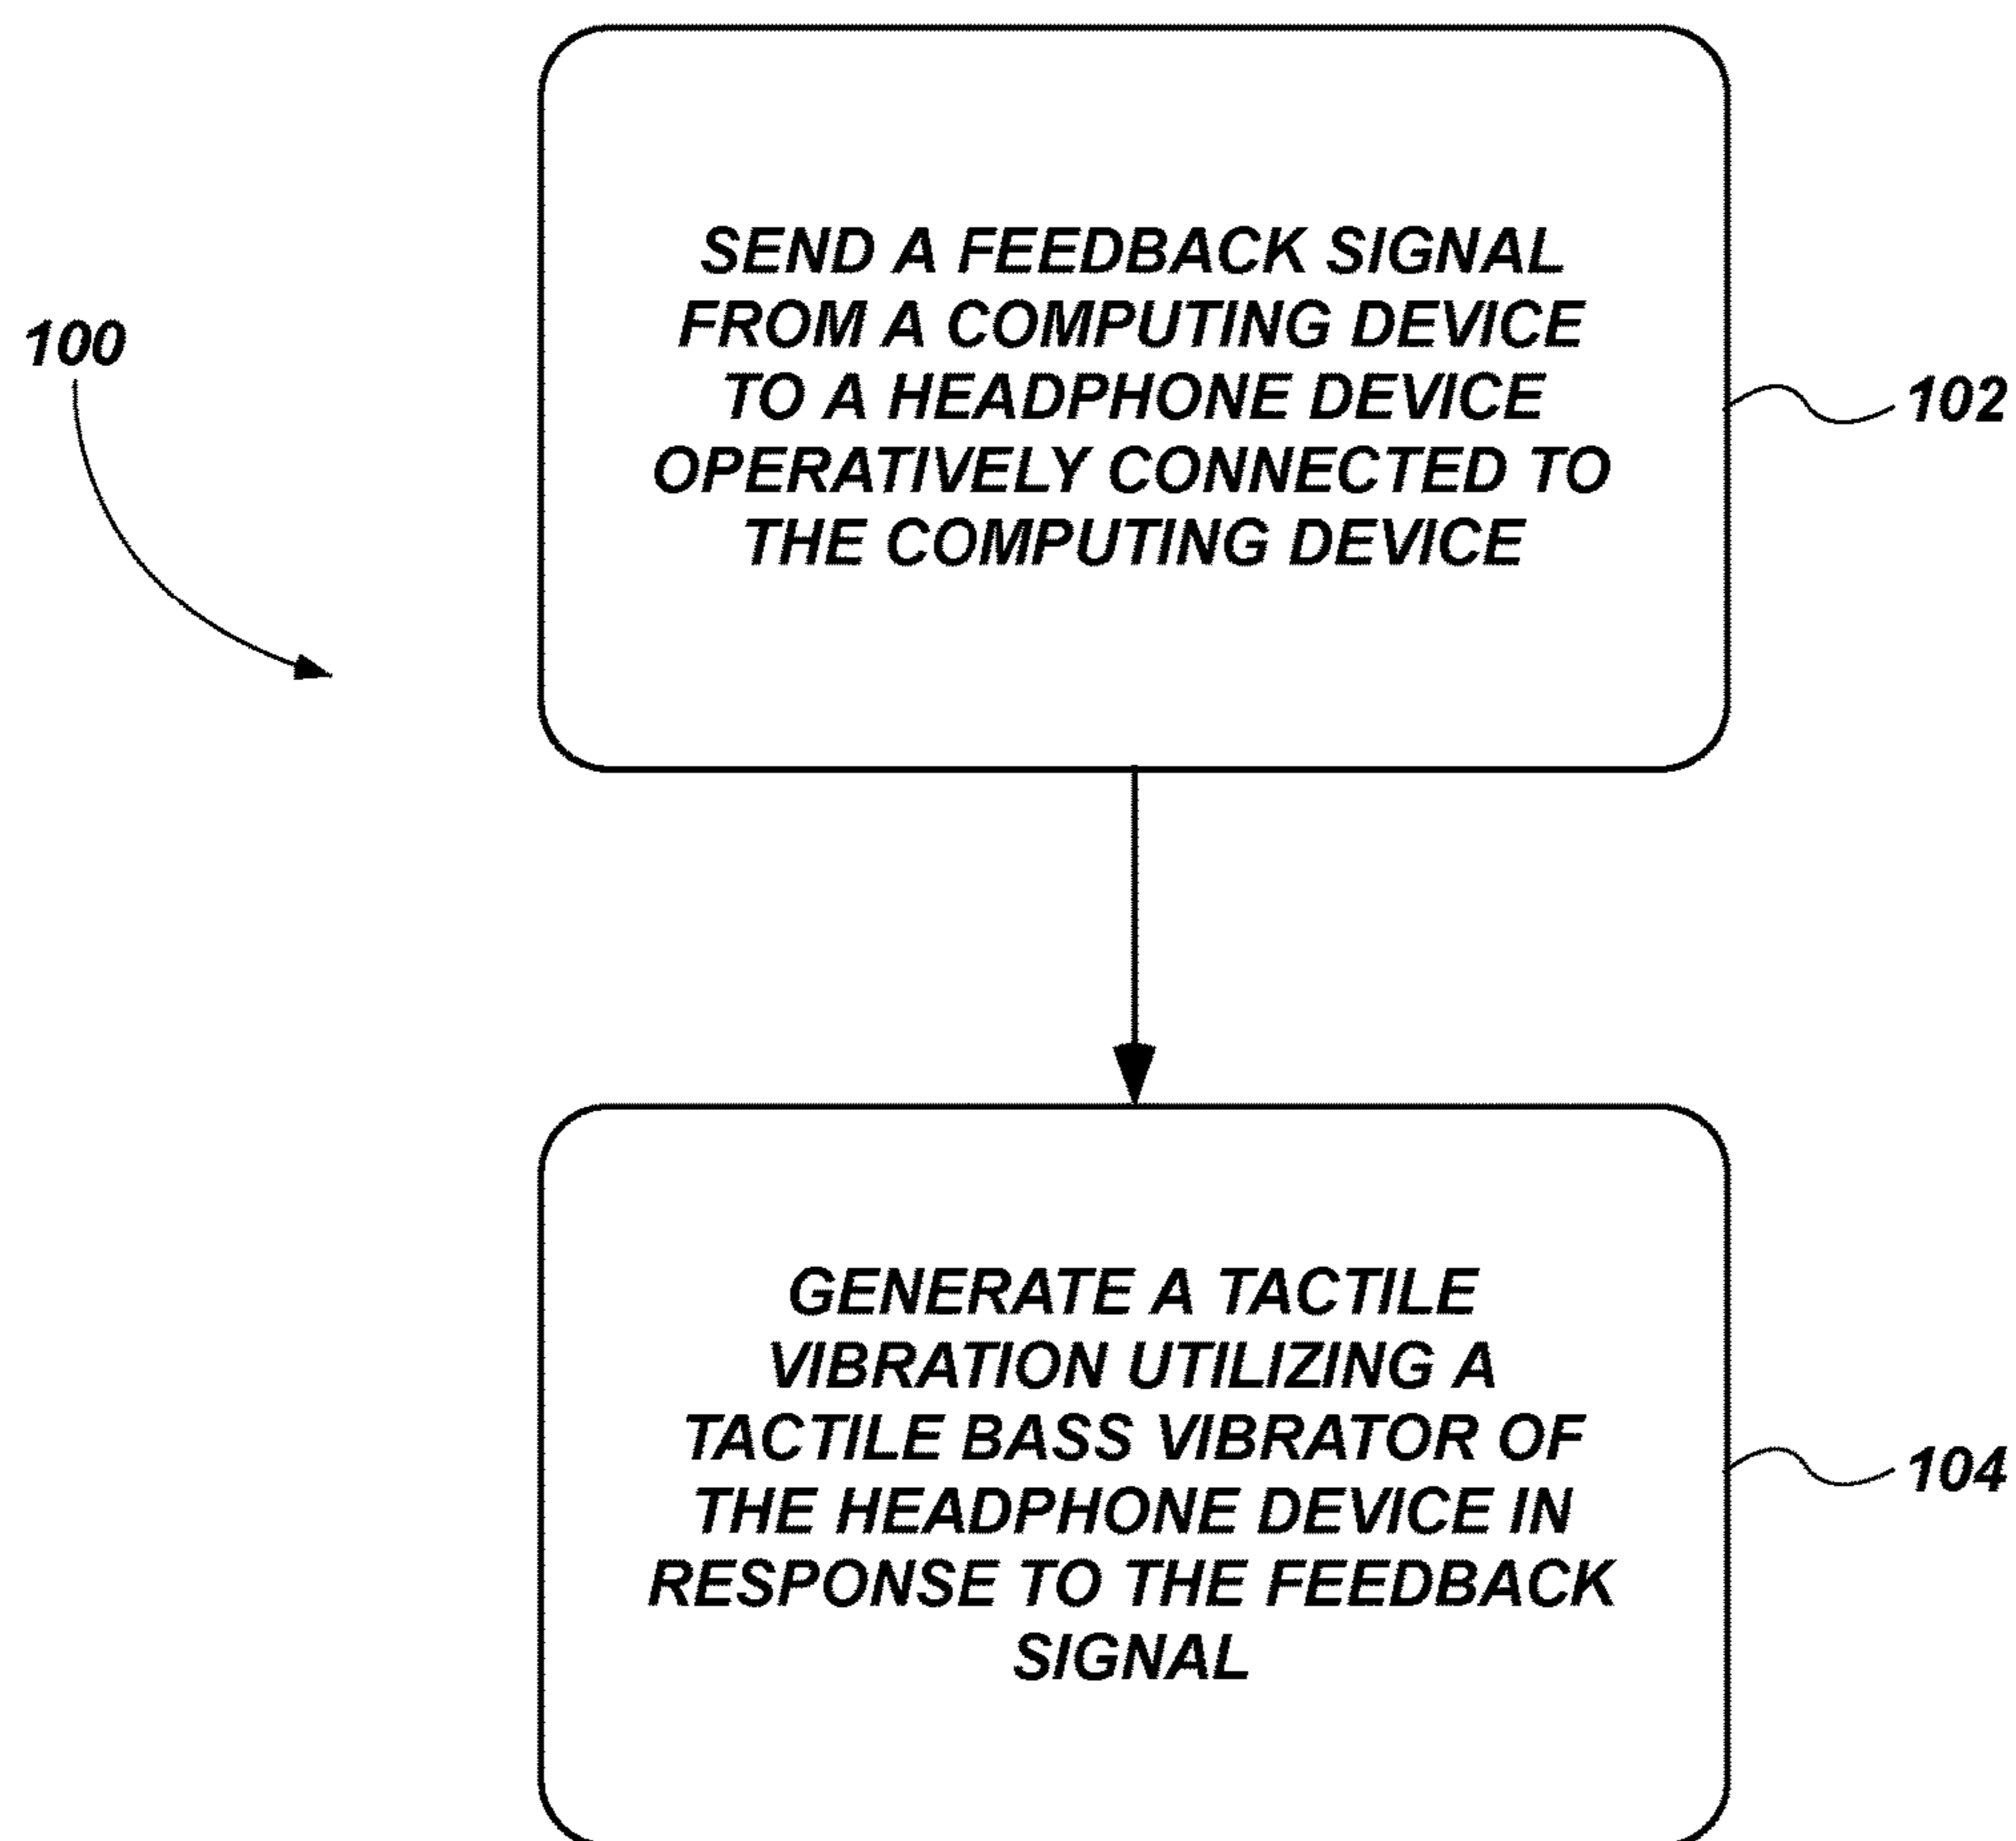 100
SEND A FEEDBACK SIGNAL
FROM A COMPUTING DEVICE
TO A HEADPHONE DEVICE
OPERATIVELY CONNECTED TO
THE COMPUTING DEVICE
102
GENERATE A TACTILE
VIBRATION UTILIZING A
TACTILE BASS VIBRATOR OF
THE HEADPHONE DEVICE IN
RESPONSE TO THE FEEDBACK
SIGNAL
104